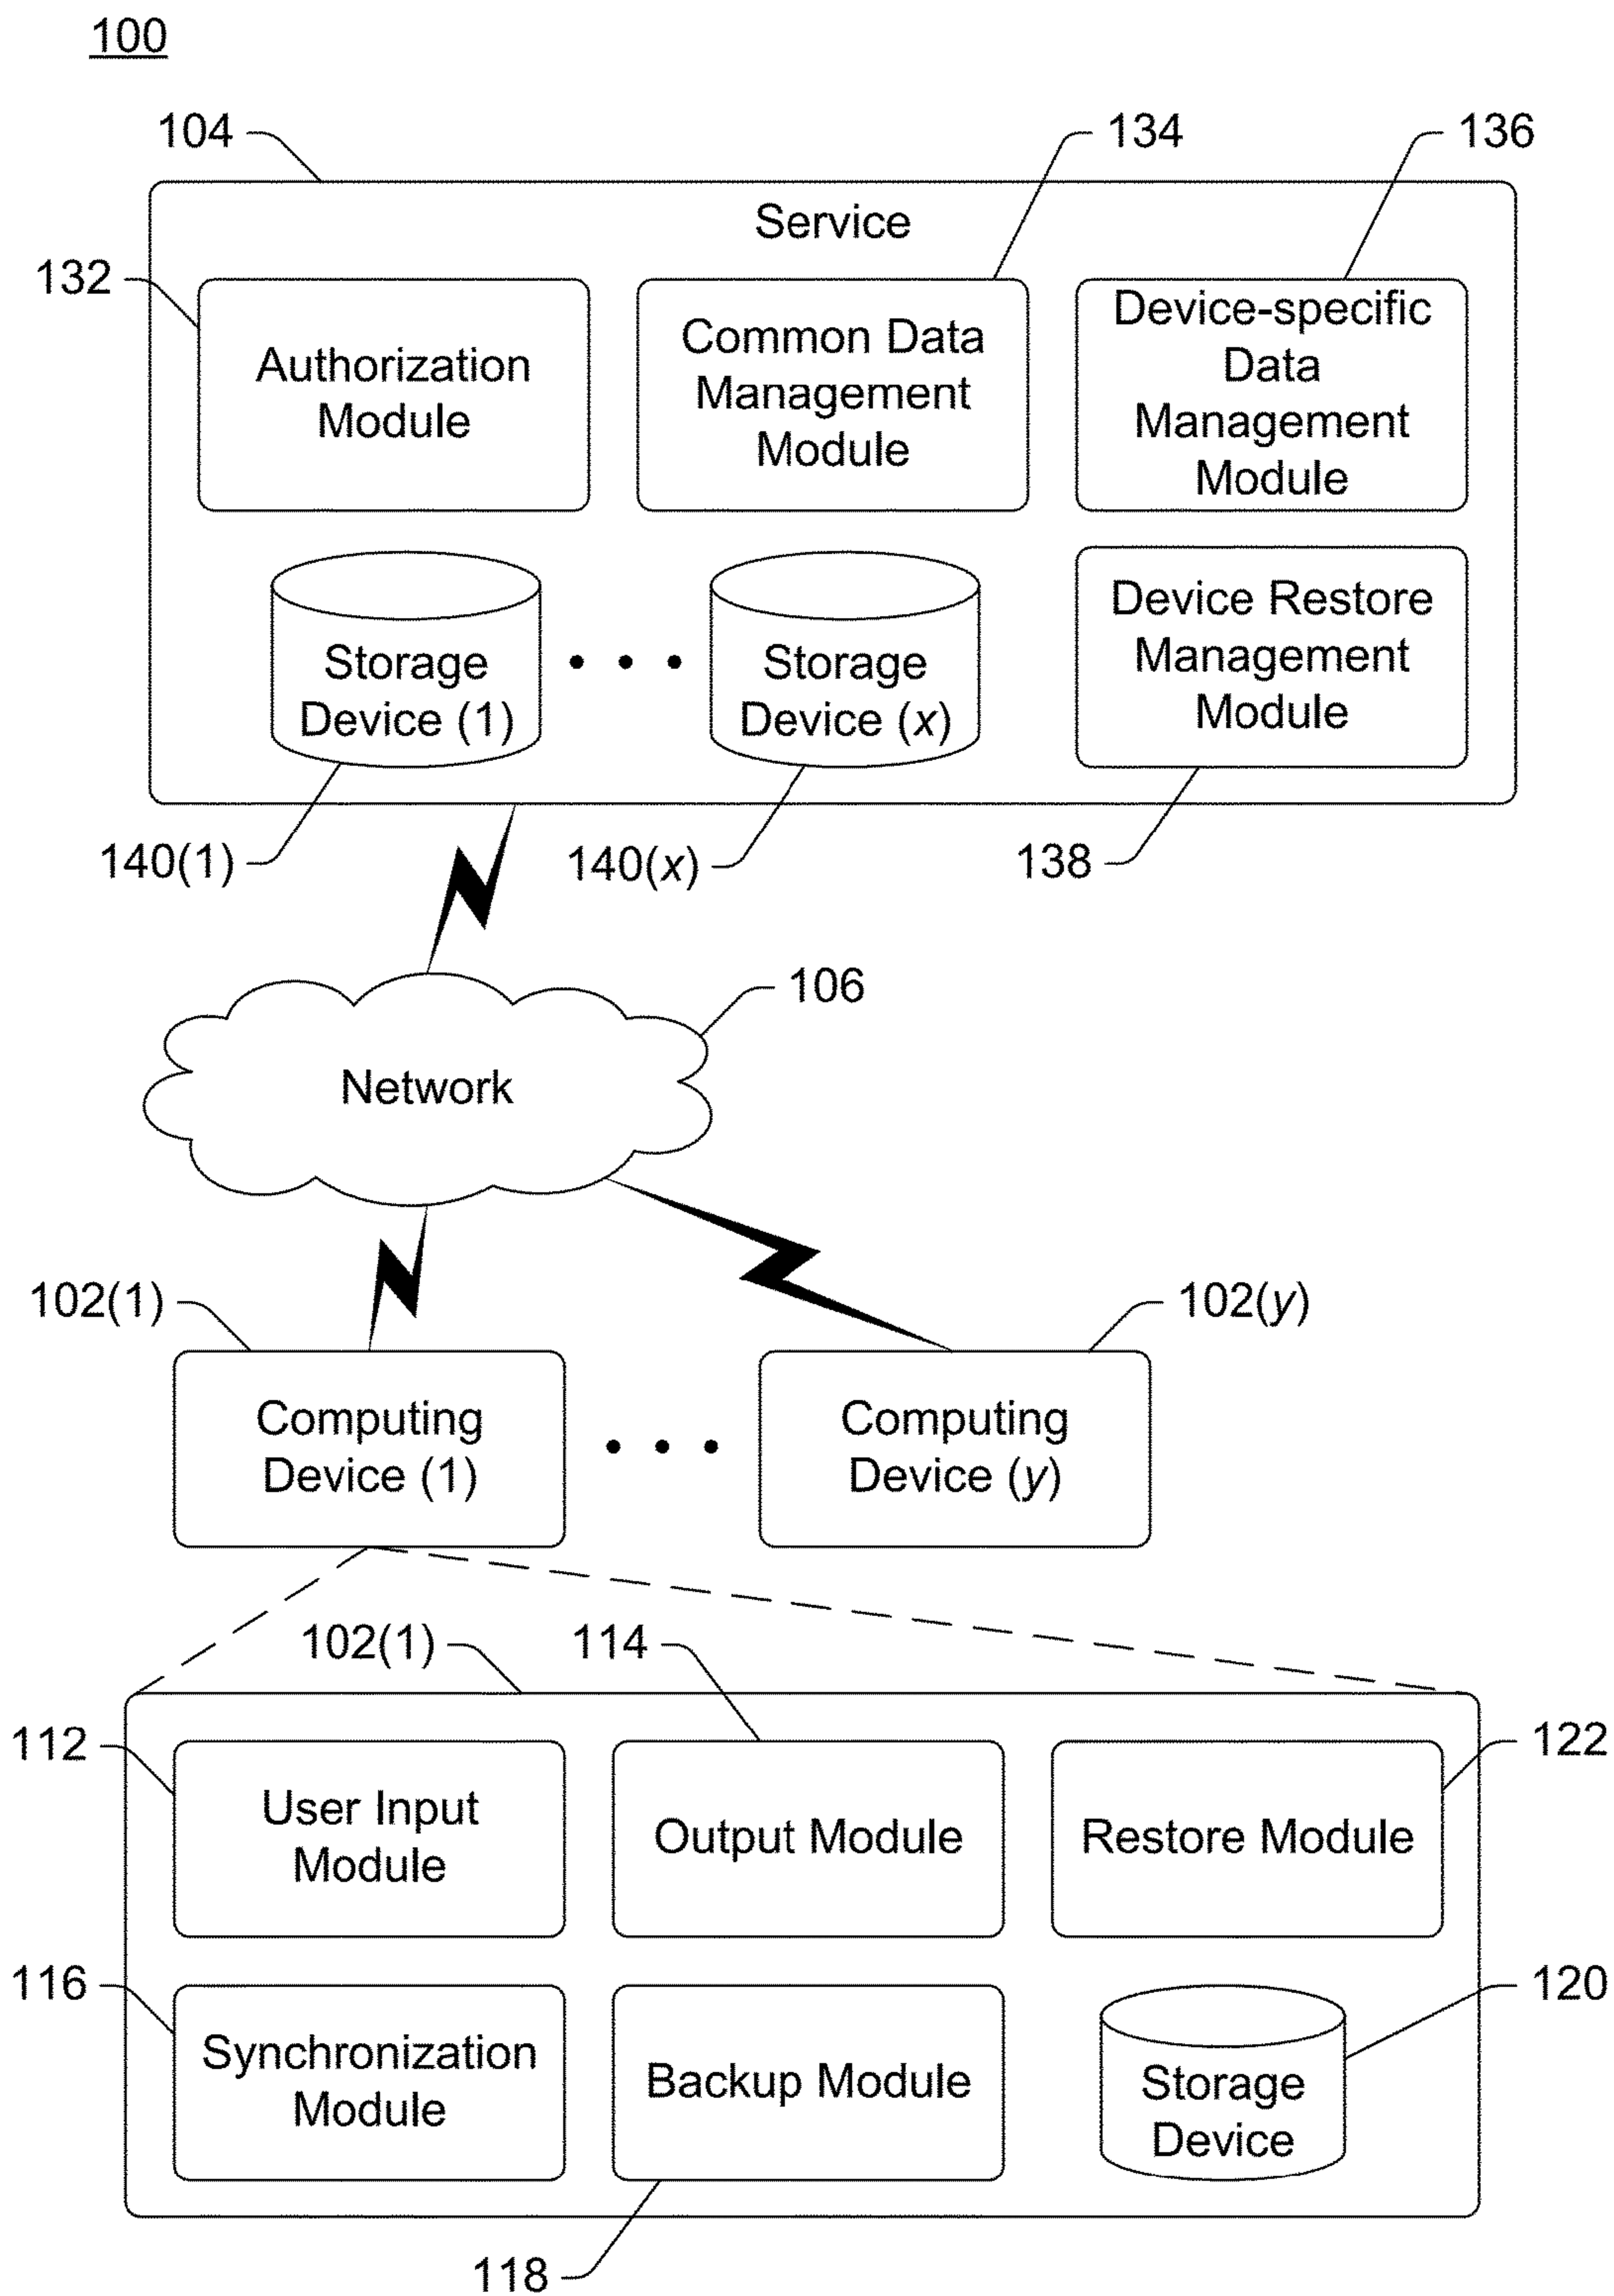 100
104
134
136
Service
132
Authorization
Module
Common Data
Management
Module
Device-specific
Data
Management
Module
Storage
Device (1)
Storage
Device (x)
Device Restore
Management
Module
140(1)
140(x)
138
106
Network
102(1)
102(y)
Computing
Device (1)
Computing
Device (y)
102(1)
114
112
122
User Input
Module
Output Module
Restore Module
116
120
Synchronization
Module
Backup Module
Storage
Device
118